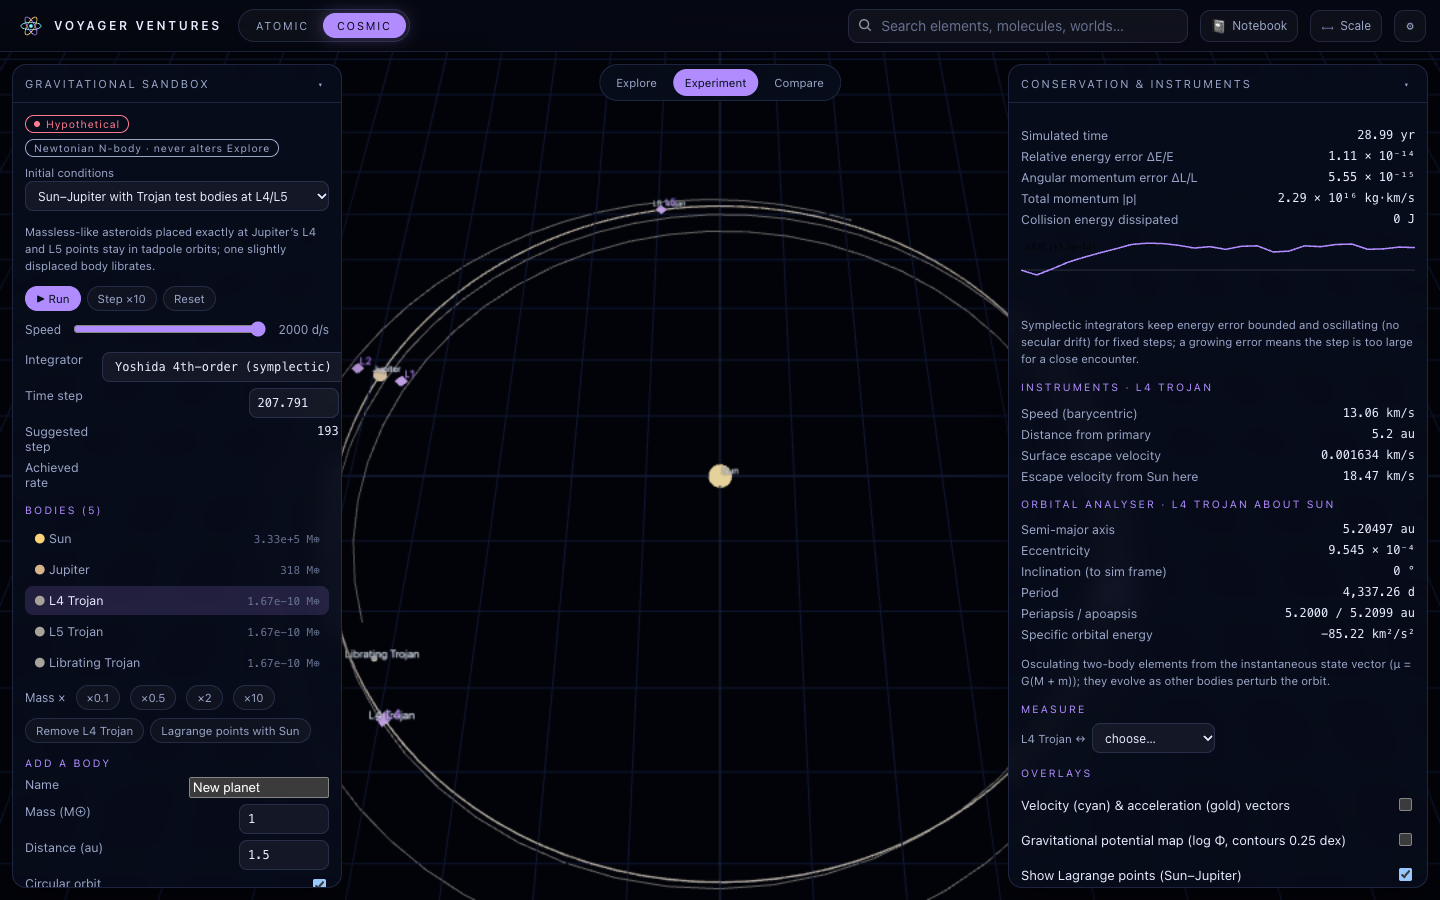 VOYAGER VENTURES
ATOMIC
COSMIC
Search elements, molecules, worlds...
Notebook
Scale
GRAVITATIONAL SANDBOX
Hypothetical
Newtonian N-body · never alters Explore
Initial conditions
Sun–Jupiter with Trojan test bodies at L4/L5
Massless-like asteroids placed exactly at Jupiter's L4
and L5 points stay in tadpole orbits; one slightly
displaced body librates.
Run
Step ×10
Reset
Speed
2000 d/s
Integrator
Yoshida 4th-order (symplectic)
Time step
207.791
Suggested
step
193
Achieved
rate
BODIES (5)
Sun
3.33e+5 M⊕
Jupiter
318 M⊕
L4 Trojan
1.67e-10 M⊕
L5 Trojan
1.67e-10 M⊕
Librating Trojan
1.67e-10 M⊕
Mass ×
×0.1
×0.5
×2
×10
Remove L4 Trojan
Lagrange points with Sun
ADD A BODY
Name
New planet
Mass (M⊕)
1
Distance (au)
1.5
Circular orbit
Explore
Experiment
Compare
L2
Jupiter
L1
Sun
Librating Trojan
CONSERVATION & INSTRUMENTS
Simulated time
28.99 yr
Relative energy error ΔE/E
1.11 × 10⁻¹⁴
Angular momentum error ΔL/L
5.55 × 10⁻¹⁵
Total momentum |p|
2.29 × 10¹⁶ kg·km/s
Collision energy dissipated
0 J
Symplectic integrators keep energy error bounded and oscillating (no
secular drift) for fixed steps; a growing error means the step is too large
for a close encounter.
INSTRUMENTS · L4 TROJAN
Speed (barycentric)
13.06 km/s
Distance from primary
5.2 au
Surface escape velocity
0.001634 km/s
Escape velocity from Sun here
18.47 km/s
ORBITAL ANALYSER · L4 TROJAN ABOUT SUN
Semi-major axis
5.20497 au
Eccentricity
9.545 × 10⁻⁴
Inclination (to sim frame)
0 °
Period
4,337.26 d
Periapsis / apoapsis
5.2000 / 5.2099 au
Specific orbital energy
−85.22 km²/s²
Osculating two-body elements from the instantaneous state vector (μ =
G(M + m)); they evolve as other bodies perturb the orbit.
MEASURE
L4 Trojan ↔
choose...
OVERLAYS
Velocity (cyan) & acceleration (gold) vectors
Gravitational potential map (log Φ, contours 0.25 dex)
Show Lagrange points (Sun–Jupiter)